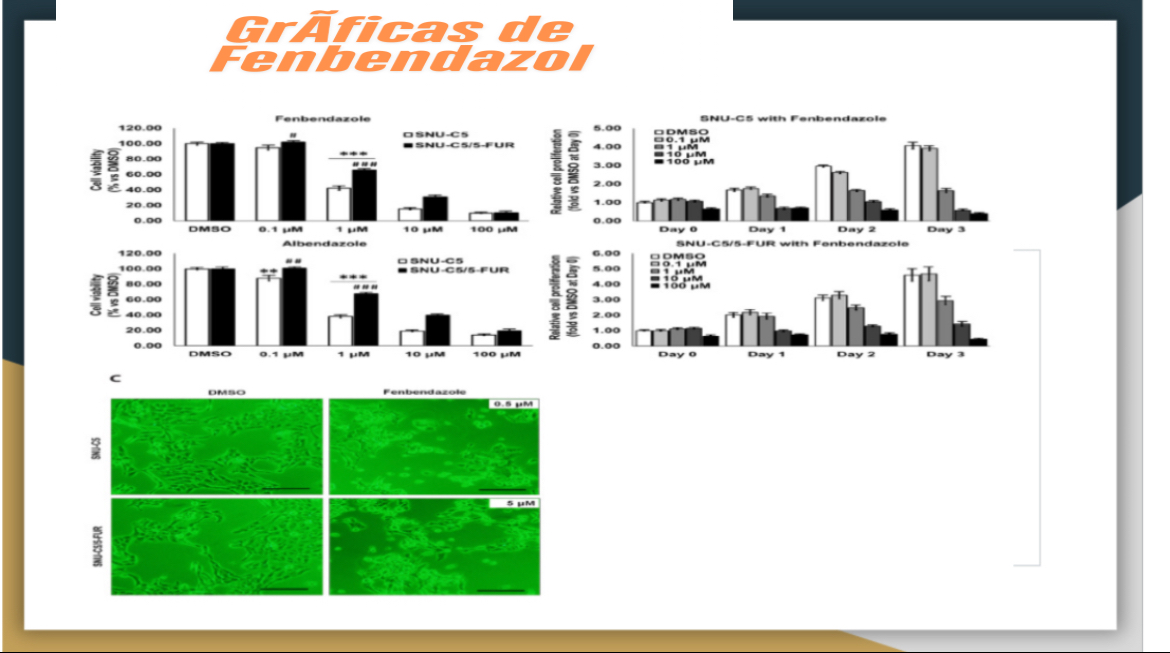 GrÃficas de
Fenbendazol
Fenbendazole
120.00
100.00
80.00
60.00
40.00
20.00
0.00
Cell viability
(% vs DMSO)
SNU-C5
SNU-C5/5-FUR
#
***
###
DMSO 0.1 µM 1 µM 10 µM 100 µM
SNU-C5 with Fenbendazole
5.00
4.00
3.00
2.00
1.00
0.00
Relative cell proliferation
(fold vs DMSO at Day 0)
DMSO
0.1 µM
1 µM
10 µM
100 µM
Day 0 Day 1 Day 2 Day 3
Albendazole
120.00
100.00
80.00
60.00
40.00
20.00
0.00
Cell viability
(% vs DMSO)
SNU-C5
SNU-C5/5-FUR
** ##
***
###
DMSO 0.1 µM 1 µM 10 µM 100 µM
SNU-C5/5-FUR with Fenbendazole
6.00
5.00
4.00
3.00
2.00
1.00
0.00
Relative cell proliferation
(fold vs DMSO at Day 0)
DMSO
0.1 µM
1 µM
10 µM
100 µM
Day 0 Day 1 Day 2 Day 3
C
DMSO Fenbendazole
SNU-C5
0.5 µM
SNU-C5/5-FUR
5 µM